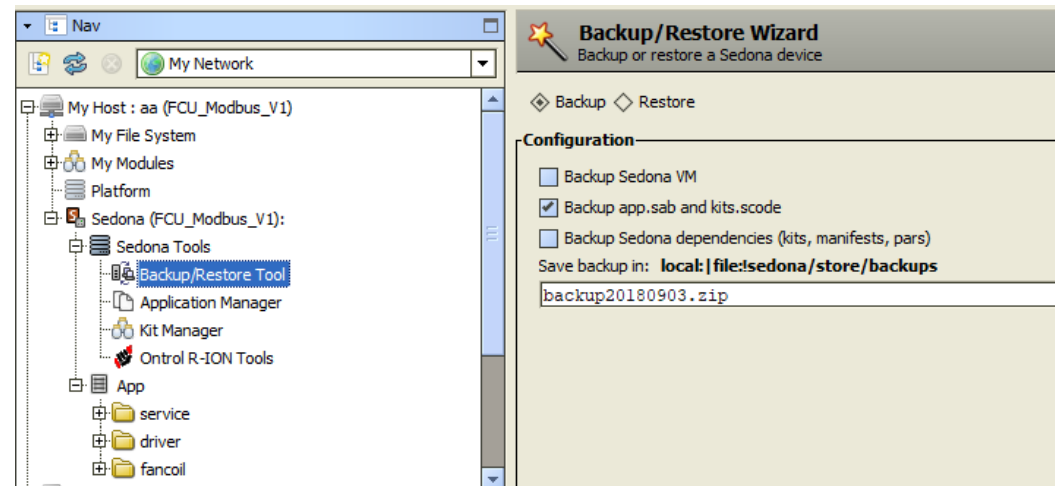 Nav
My Network
My Host : aa (FCU_Modbus_V1)
My File System
My Modules
Platform
Sedona (FCU_Modbus_V1):
Sedona Tools
Backup/Restore Tool
Application Manager
Kit Manager
Ontrol R-ION Tools
App
service
driver
fancoil
Backup/Restore Wizard
Backup or restore a Sedona device
Backup Restore
Configuration
Backup Sedona VM
Backup app.sab and kits.scode
Backup Sedona dependencies (kits, manifests, pars)
Save backup in: local:|file:!sedona/store/backups
backup20180903.zip